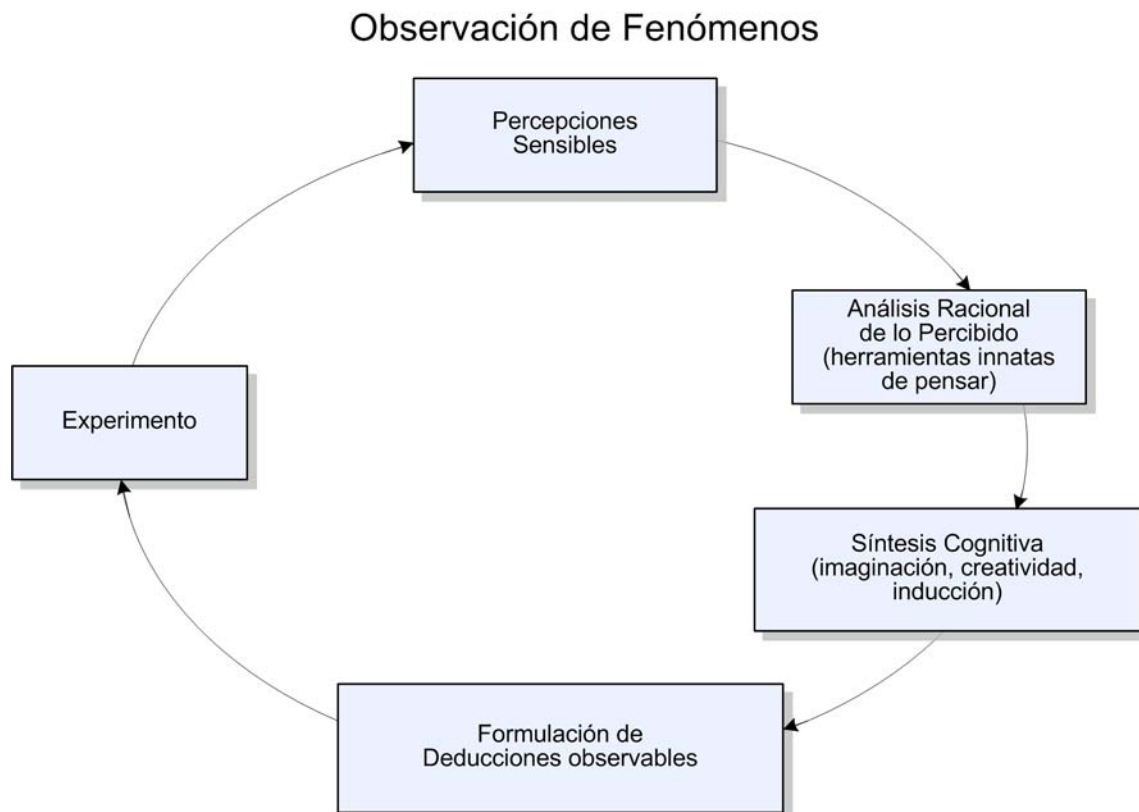 Observación de Fenómenos
Percepciones
Sensibles
Análisis Racional
de lo Percibido
(herramientas innatas
de pensar)
Síntesis Cognitiva
(imaginación, creatividad,
inducción)
Formulación de
Deducciones observables
Experimento